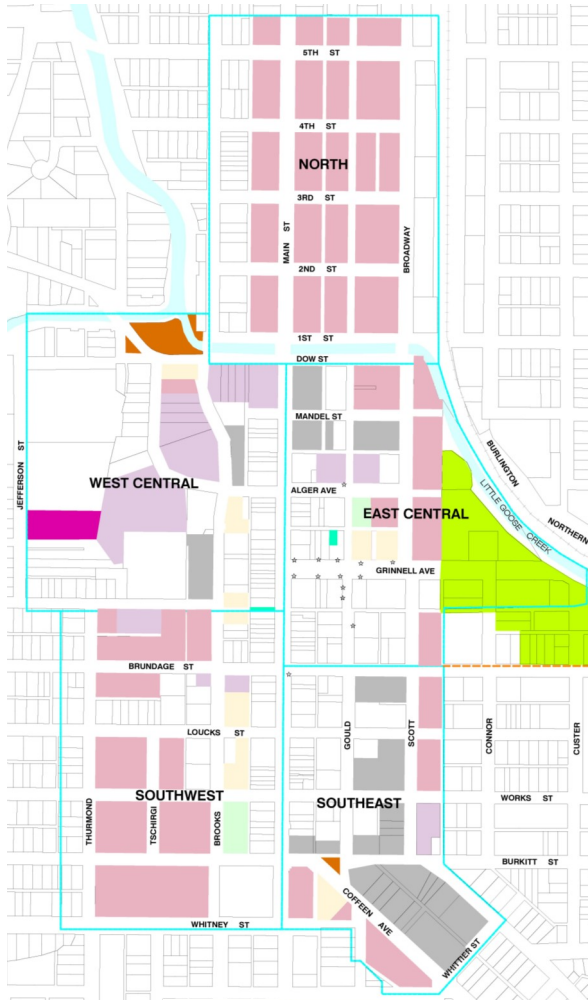 5TH ST
4TH ST
NORTH
3RD ST
MAIN ST
BROADWAY
2ND ST
1ST ST
DOW ST
MANDEL ST
JEFFERSON ST
WEST CENTRAL
ALGER AVE
EAST CENTRAL
BURLINGTON
NORTHERN
LITTLE GOOSE CREEK
GRINNELL AVE
BRUNDAGE ST
LOUCKS ST
GOULD
SCOTT
CONNOR
CUSTER
SOUTHWEST
SOUTHEAST
WORKS ST
THURMOND
TSCHIRGI
BROOKS
BURKITT ST
COFFEEN AVE
WHITNEY ST
WHITTIER ST